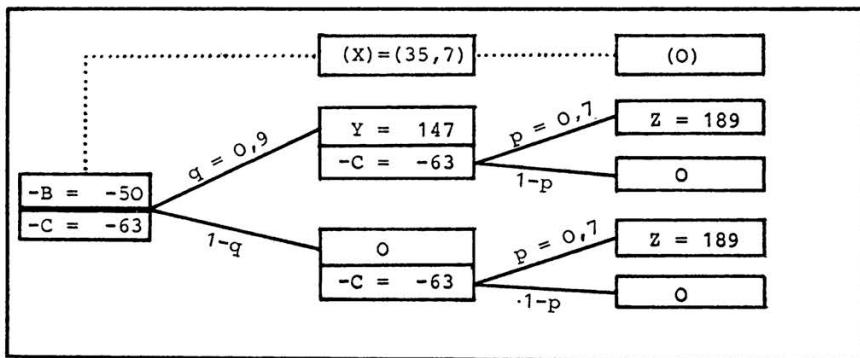 (X)=(35,7)
(O)
q = 0,9
Y = 147
-C = -63
p = 0,7
Z = 189
1-p
O
-B = -50
-C = -63
1-q
O
-C = -63
p = 0,7
Z = 189
.1-p
O